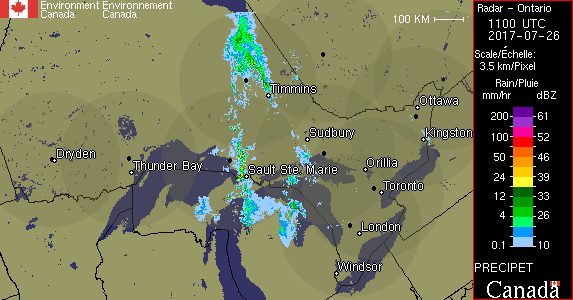 Environment Environnement
Canada Canada
100 KM
Timmins
Ottawa
Sudbury
Kingston
Dryden
Thunder Bay
Sault Ste. Marie
Orillia
Toronto
London
Windsor
Radar - Ontario
1100 UTC
2017-07-26
Scale/Échelle:
3.5 km/Pixel
Rain/Pluie
mm/hr dBZ
200 61
100 52
50 46
24 39
12 33
4 26
0.1 10
PRECIPET
Canada